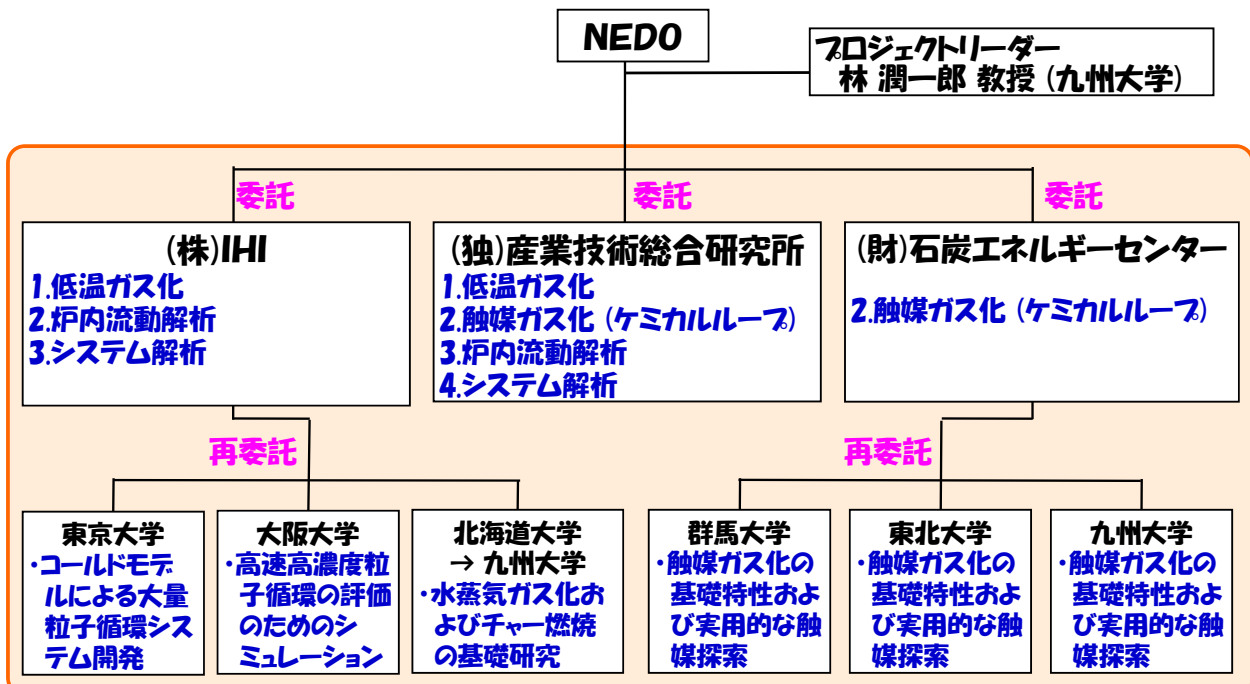 NEDO
プロジェクトリーダー
林 潤一郎 教授 (九州大学)
委託
委託
委託
(株)IHI
1.低温ガス化
2.炉内流動解析
3.システム解析
(独)産業技術総合研究所
1.低温ガス化
2.触媒ガス化 (ケミカルループ)
3.炉内流動解析
4.システム解析
(財)石炭エネルギーセンター
2.触媒ガス化 (ケミカルループ)
再委託
再委託
東京大学
・コールドモデ
ルによる大量
粒子循環シス
テム開発
大阪大学
・高速高濃度粒
子循環の評価
のためのシ
ミュレーション
北海道大学
→ 九州大学
・水蒸気ガス化お
よびチャー燃焼
の基礎研究
群馬大学
・触媒ガス化の
基礎特性およ
び実用的な触
媒探索
東北大学
・触媒ガス化の
基礎特性およ
び実用的な触
媒探索
九州大学
・触媒ガス化の
基礎特性およ
び実用的な触
媒探索